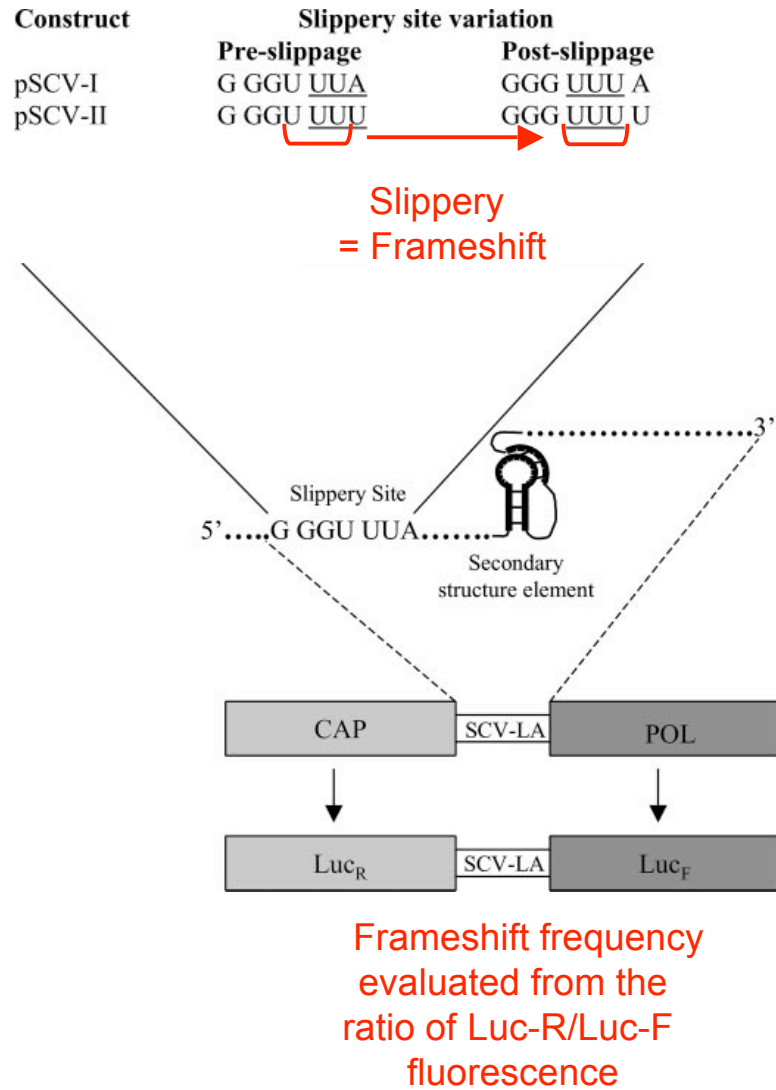 Construct Slippery site variation
Pre-slippage Post-slippage
pSCV-I G GGU UUA GGG UUU A
pSCV-II G GGU UUU GGG UUU U
Slippery
= Frameshift
3'
Slippery Site
5'.....G GGU UUA.......
Secondary
structure element
CAP SCV-LA POL
Luc_R SCV-LA Luc_F
Frameshift frequency
evaluated from the
ratio of Luc-R/Luc-F
fluorescence